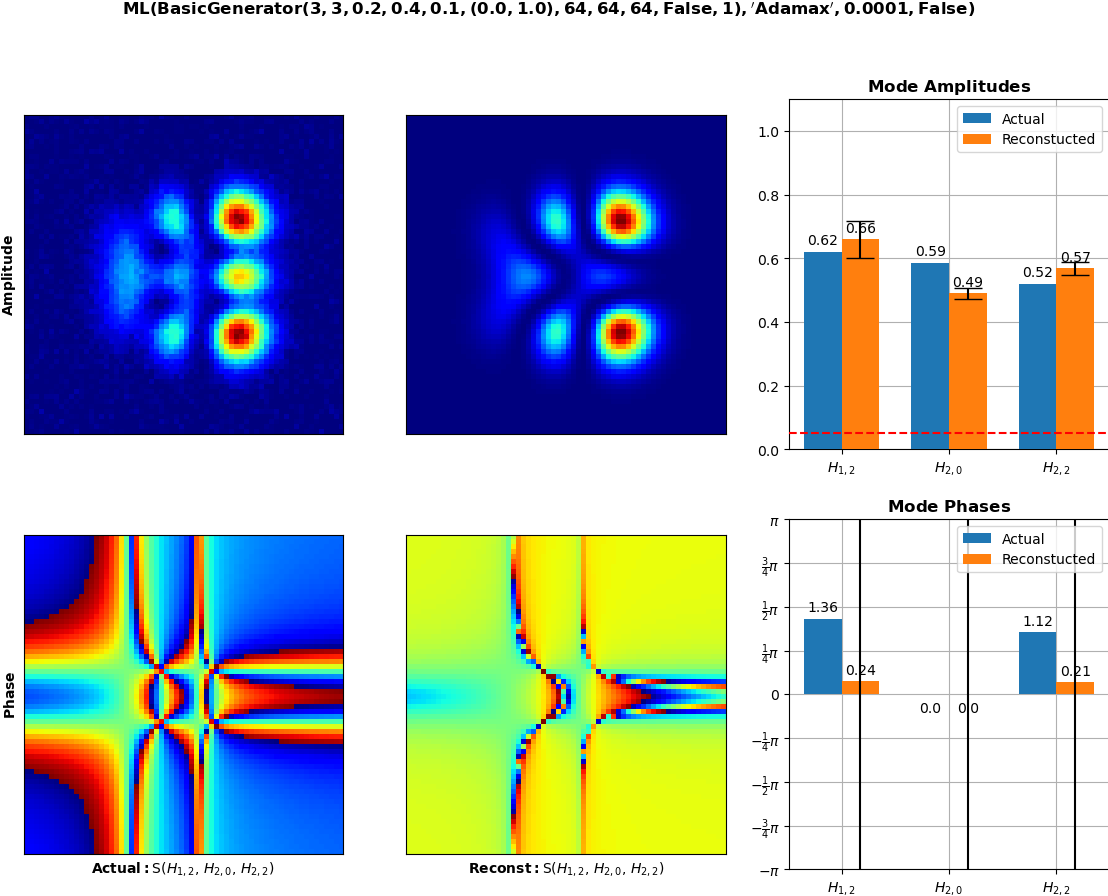 ML(BasicGenerator(3, 3, 0.2, 0.4, 0.1, (0.0, 1.0), 64, 64, 64, False, 1), ′Adamax′, 0.0001, False)
Amplitude
Mode Amplitudes
Actual
Reconstucted
1.0
0.8
0.6
0.4
0.2
0.0
0.62
0.66
0.59
0.49
0.52
0.57
H1, 2
H2, 0
H2, 2
Phase
Actual: S(H1, 2, H2, 0, H2, 2)
Reconst: S(H1, 2, H2, 0, H2, 2)
Mode Phases
Actual
Reconstucted
π
3/4π
1/2π
1/4π
0
−1/4π
−1/2π
−3/4π
−π
1.36
0.24
0.0
0.0
1.12
0.21
H1, 2
H2, 0
H2, 2